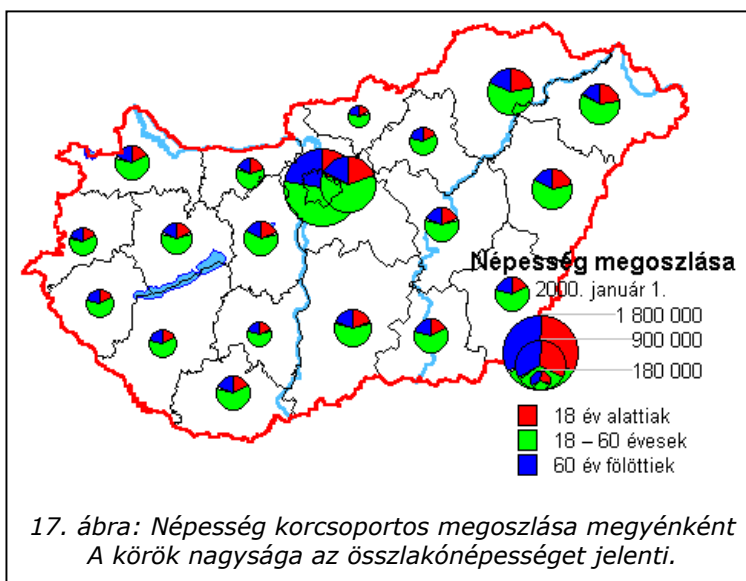 Népesség megoszlása
2000. január 1.
1 800 000
900 000
180 000
18 év alattiak
18 – 60 évesek
60 év fölöttiek
17. ábra: Népesség korcsoportos megoszlása megyénként
A körök nagysága az összlakónépességet jelenti.